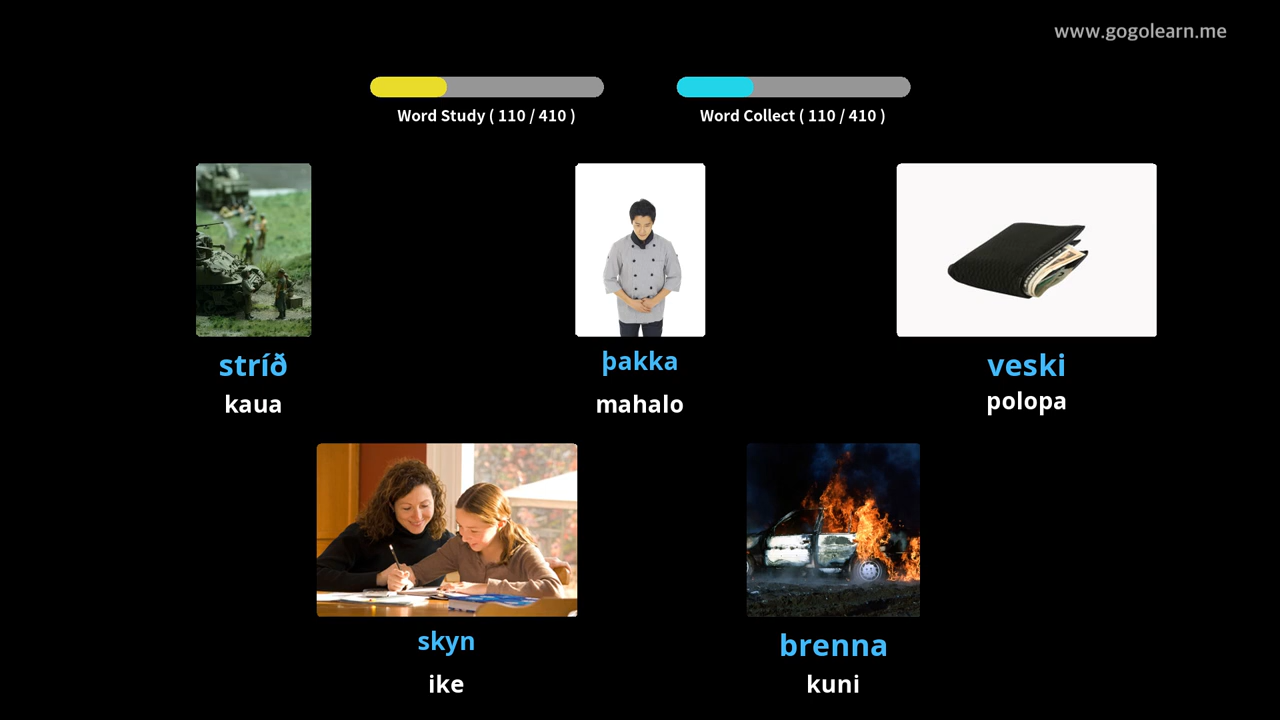 www.gogolearn.me
Word Study ( 110 / 410 )
Word Collect ( 110 / 410 )
stríð
kaua
þakka
mahalo
veski
polopa
skyn
ike
brenna
kuni